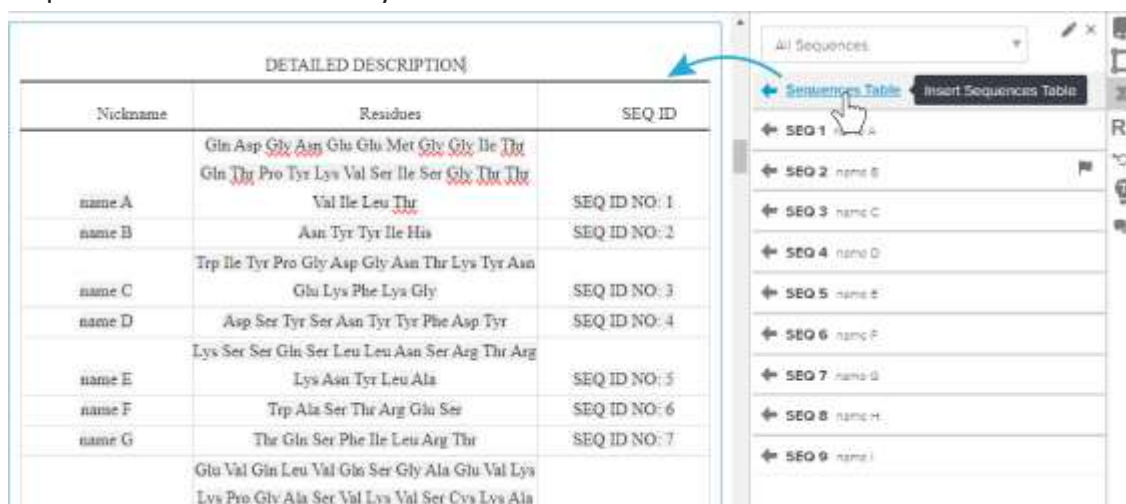 DETAILED DESCRIPTION
Nickname Residues SEQ ID
Gln Asp Gly Asn Glu Glu Met Gly Gly Ile Thr
Gln Thr Pro Tyr Lys Val Ser Ile Ser Gly Thr Thr
name A Val Ile Leu Thr SEQ ID NO: 1
name B Asn Tyr Tyr Ile His SEQ ID NO: 2
Trp Ile Tyr Pro Gly Asp Gly Asn Thr Lys Tyr Asn
name C Glu Lys Phe Lys Gly SEQ ID NO: 3
name D Asp Ser Tyr Ser Asn Tyr Tyr Phe Asp Tyr SEQ ID NO: 4
Lys Ser Ser Gln Ser Leu Leu Asn Ser Arg Thr Arg
name E Lys Asn Tyr Leu Ala SEQ ID NO: 5
name F Trp Ala Ser Thr Arg Glu Ser SEQ ID NO: 6
name G Thr Gln Ser Phe Ile Leu Arg Thr SEQ ID NO: 7
Glu Val Gln Leu Val Gln Ser Gly Ala Glu Val Lys
Lys Pro Gly Ala Ser Val Lys Val Ser Cys Lys Ala
All Sequences
Sequences Table Insert Sequences Table
SEQ 1 A
SEQ 2 name B
SEQ 3 name C
SEQ 4 name D
SEQ 5 name E
SEQ 6 name F
SEQ 7 name G
SEQ 8 name H
SEQ 9 name I
R